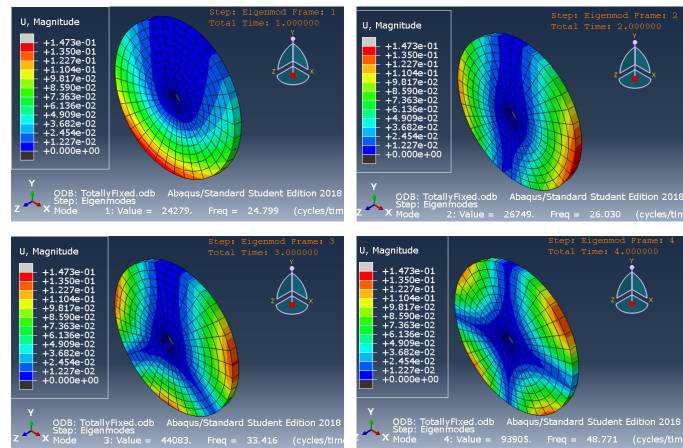 Step: Eigenmod Frame: 1
Total Time: 1.000000
U, Magnitude
+1.473e-01
+1.350e-01
+1.227e-01
+1.104e-01
+9.817e-02
+8.590e-02
+7.363e-02
+6.136e-02
+4.909e-02
+3.682e-02
+2.454e-02
+1.227e-02
+0.000e+00
Y
Z X
Y
Z X
ODB: TotallyFixed.odb Abaqus/Standard Student Edition 2018
Step: Eigenmodes
Mode 1: Value = 24279. Freq = 24.799 (cycles/tim
Step: Eigenmod Frame: 2
Total Time: 2.000000
U, Magnitude
+1.473e-01
+1.350e-01
+1.227e-01
+1.104e-01
+9.817e-02
+8.590e-02
+7.363e-02
+6.136e-02
+4.909e-02
+3.682e-02
+2.454e-02
+1.227e-02
+0.000e+00
Y
Z X
Y
Z X
ODB: TotallyFixed.odb Abaqus/Standard Student Edition 2018
Step: Eigenmodes
Mode 2: Value = 26749. Freq = 26.030 (cycles/tim
Step: Eigenmod Frame: 3
Total Time: 3.000000
U, Magnitude
+1.473e-01
+1.350e-01
+1.227e-01
+1.104e-01
+9.817e-02
+8.590e-02
+7.363e-02
+6.136e-02
+4.909e-02
+3.682e-02
+2.454e-02
+1.227e-02
+0.000e+00
Y
Z X
Y
Z X
ODB: TotallyFixed.odb Abaqus/Standard Student Edition 2018
Step: Eigenmodes
Mode 3: Value = 44083. Freq = 33.416 (cycles/tim
Step: Eigenmod Frame: 4
Total Time: 4.000000
U, Magnitude
+1.473e-01
+1.350e-01
+1.227e-01
+1.104e-01
+9.817e-02
+8.590e-02
+7.363e-02
+6.136e-02
+4.909e-02
+3.682e-02
+2.454e-02
+1.227e-02
+0.000e+00
Y
Z X
Y
Z X
ODB: TotallyFixed.odb Abaqus/Standard Student Edition 2018
Step: Eigenmodes
Mode 4: Value = 93905. Freq = 48.771 (cycles/tim